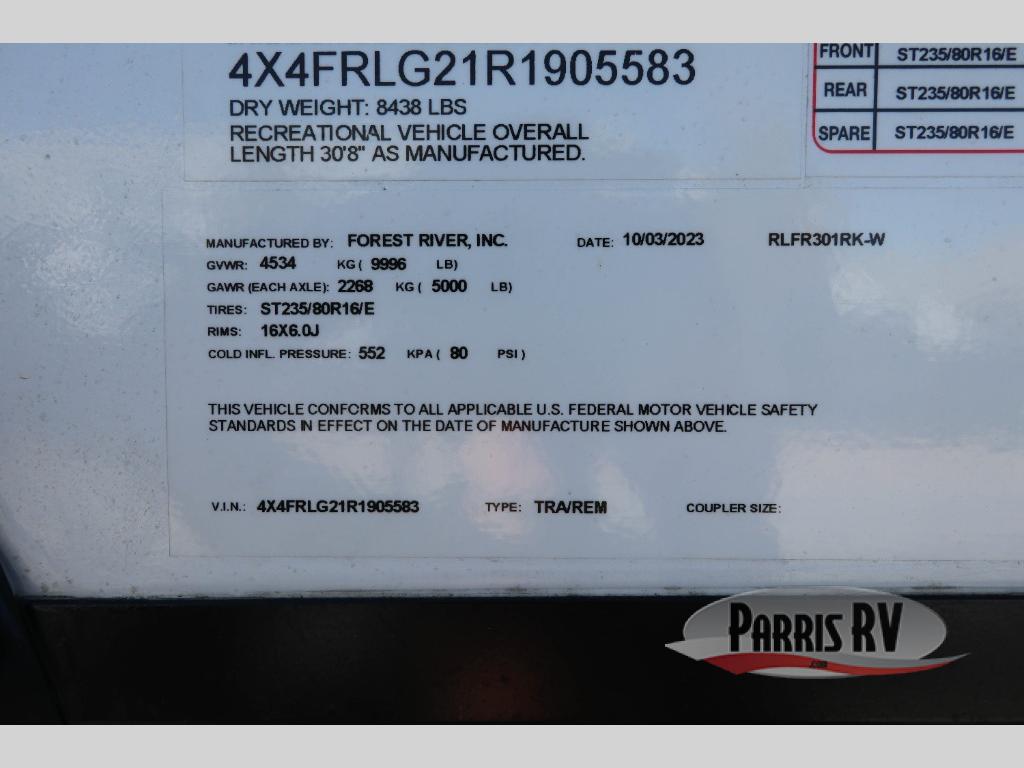 4X4FRLG21R1905583
DRY WEIGHT: 8438 LBS
RECREATIONAL VEHICLE OVERALL
LENGTH 30'8" AS MANUFACTURED.
FRONT ST235/80R16/E
REAR ST235/80R16/E
SPARE ST235/80R16/E
MANUFACTURED BY: FOREST RIVER, INC. DATE: 10/03/2023 RLFR301RK-W
GVWR: 4534 KG ( 9996 LB)
GAWR (EACH AXLE): 2268 KG ( 5000 LB)
TIRES: ST235/80R16/E
RIMS: 16X6.0J
COLD INFL. PRESSURE: 552 KPA ( 80 PSI )
THIS VEHICLE CONFORMS TO ALL APPLICABLE U.S. FEDERAL MOTOR VEHICLE SAFETY
STANDARDS IN EFFECT ON THE DATE OF MANUFACTURE SHOWN ABOVE.
V.I.N.: 4X4FRLG21R1905583 TYPE: TRA/REM COUPLER SIZE:
PARRIS RV
.com